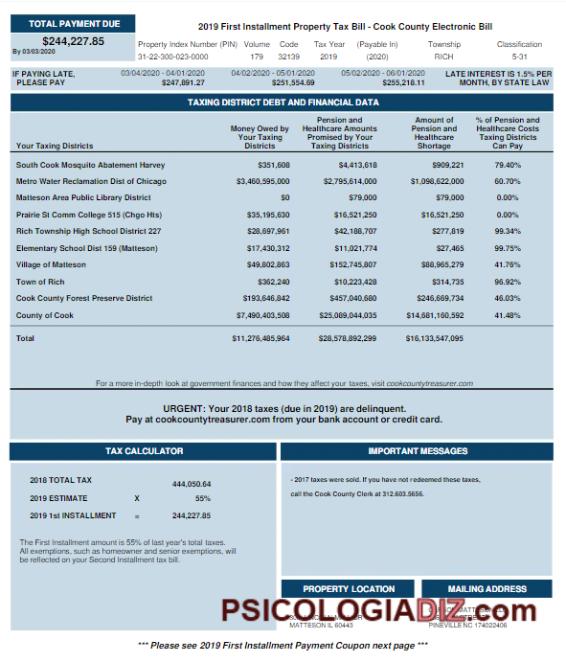 TOTAL PAYMENT DUE
$244,227.85
By 03/03/2020
2019 First Installment Property Tax Bill - Cook County Electronic Bill
Property Index Number (PIN) Volume Code Tax Year (Payable In) Township Classification
31-22-300-023-0000 179 32139 2019 (2020) RICH 5-31
IF PAYING LATE, 03/04/2020 - 04/01/2020 04/02/2020 - 05/01/2020 05/02/2020 - 06/01/2020 LATE INTEREST IS 1.5% PER
PLEASE PAY $247,891.27 $251,554.69 $255,218.11 MONTH, BY STATE LAW
TAXING DISTRICT DEBT AND FINANCIAL DATA
Pension and Amount of % of Pension and
Money Owed by Healthcare Amounts Pension and Healthcare Costs
Your Taxing Promised by Your Healthcare Taxing Districts
Your Taxing Districts Districts Taxing Districts Shortage Can Pay
South Cook Mosquito Abatement Harvey $351,608 $4,413,618 $909,221 79.40%
Metro Water Reclamation Dist of Chicago $3,460,595,000 $2,795,614,000 $1,098,622,000 60.70%
Matteson Area Public Library District $0 $79,000 $79,000 0.00%
Prairie St Comm College 515 (Chgo Hts) $35,195,630 $16,521,250 $16,521,250 0.00%
Rich Township High School District 227 $28,697,961 $42,188,707 $277,819 99.34%
Elementary School Dist 159 (Matteson) $17,430,312 $11,021,774 $27,465 99.75%
Village of Matteson $49,802,863 $152,745,807 $88,965,279 41.76%
Town of Rich $362,240 $10,223,428 $314,735 96.92%
Cook County Forest Preserve District $193,646,842 $457,040,680 $246,669,734 46.03%
County of Cook $7,490,403,508 $25,089,044,035 $14,681,160,592 41.48%
Total $11,276,485,964 $28,578,892,299 $16,133,547,095
For a more in-depth look at government finances and how they affect your taxes, visit cookcountytreasurer.com
URGENT: Your 2018 taxes (due in 2019) are delinquent.
Pay at cookcountytreasurer.com from your bank account or credit card.
TAX CALCULATOR
2018 TOTAL TAX 444,050.64
2019 ESTIMATE X 55%
2019 1st INSTALLMENT = 244,227.85
The First Installment amount is 55% of last year's total taxes.
All exemptions, such as homeowner and senior exemptions, will
be reflected on your Second Installment tax bill.
IMPORTANT MESSAGES
- 2017 taxes were sold. If you have not redeemed these taxes,
call the Cook County Clerk at 312.603.5656.
PROPERTY LOCATION MAILING ADDRESS
PSICOLOGIADIZ.com
MATTESON IL 60443 PINEVILLE NC 174022406
*** Please see 2019 First Installment Payment Coupon next page ***